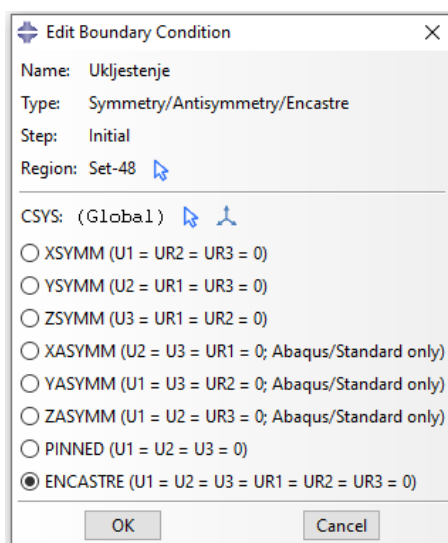 Edit Boundary Condition
Name: Ukljestenje
Type: Symmetry/Antisymmetry/Encastre
Step: Initial
Region: Set-48
CSYS: (Global)
XSYMM (U1 = UR2 = UR3 = 0)
YSYMM (U2 = UR1 = UR3 = 0)
ZSYMM (U3 = UR1 = UR2 = 0)
XASYMM (U2 = U3 = UR1 = 0; Abaqus/Standard only)
YASYMM (U1 = U3 = UR2 = 0; Abaqus/Standard only)
ZASYMM (U1 = U2 = UR3 = 0; Abaqus/Standard only)
PINNED (U1 = U2 = U3 = 0)
ENCASTRE (U1 = U2 = U3 = UR1 = UR2 = UR3 = 0)
OK Cancel